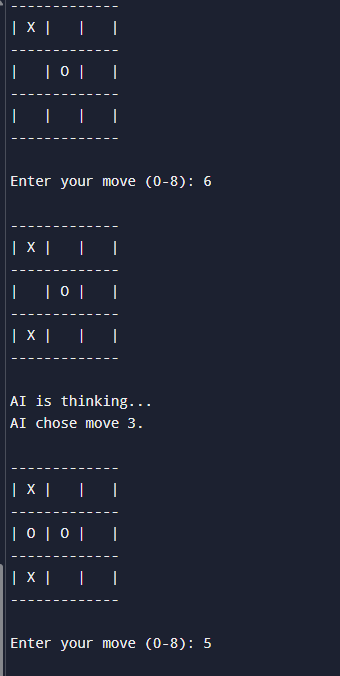 -------------
| X |   |   |
-------------
|   | O |   |
-------------
|   |   |   |
-------------
Enter your move (0-8): 6
-------------
| X |   |   |
-------------
|   | O |   |
-------------
| X |   |   |
-------------
AI is thinking...
AI chose move 3.
-------------
| X |   |   |
-------------
| O | O |   |
-------------
| X |   |   |
-------------
Enter your move (0-8): 5